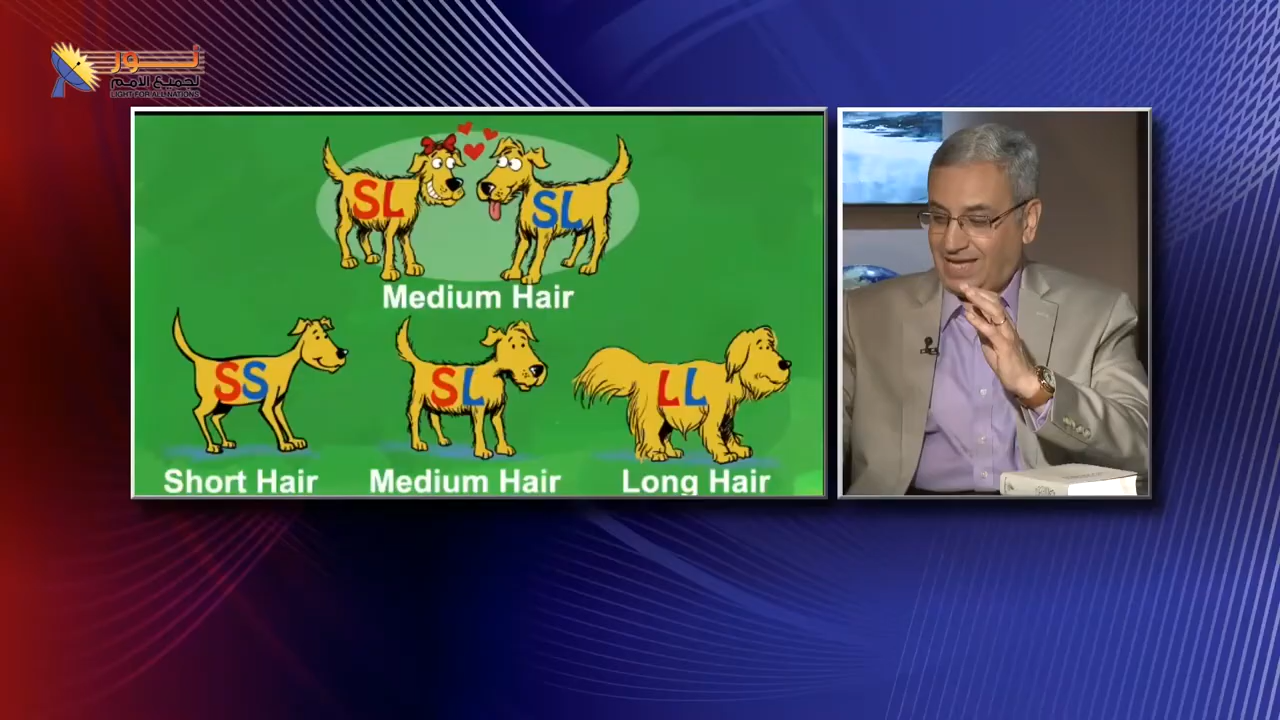 نور
لجميع الأمم
LIGHT FOR ALL NATIONS
SL SL
Medium Hair
SS SL LL
Short Hair Medium Hair Long Hair